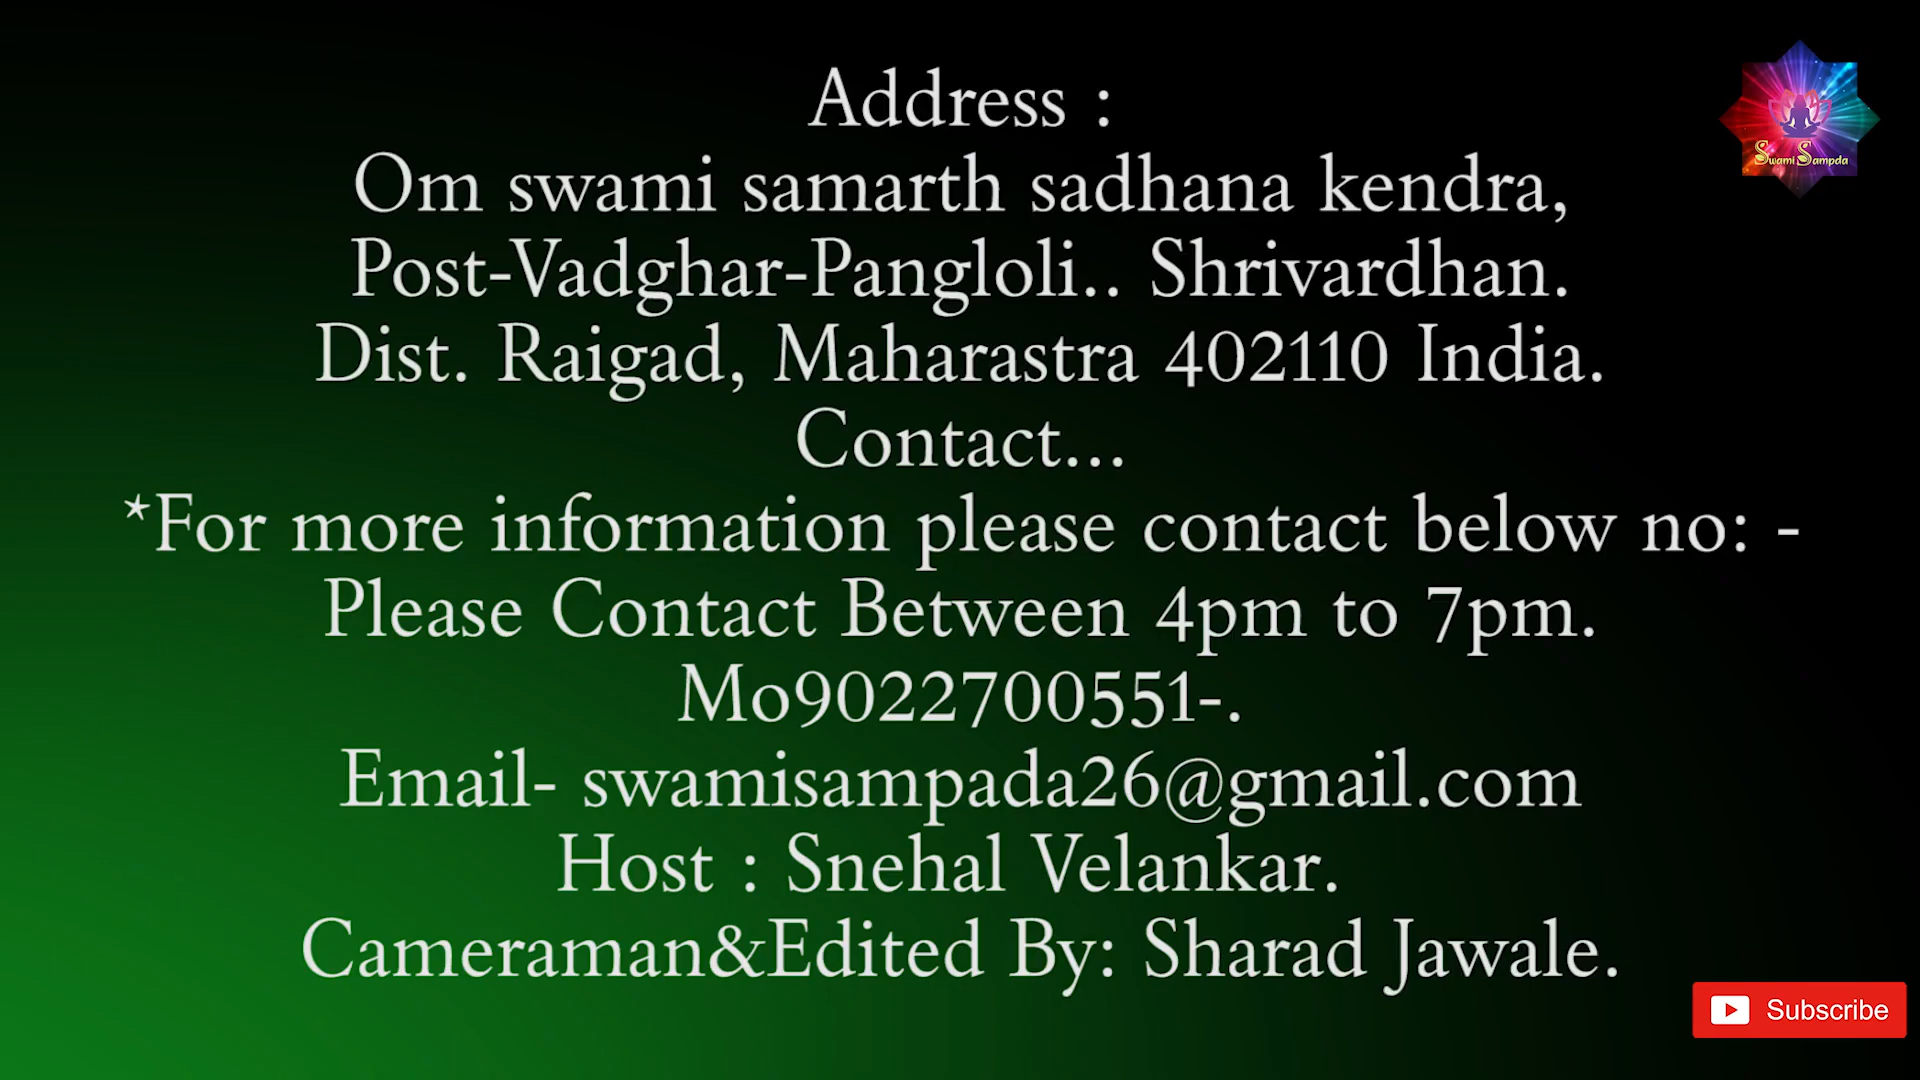 Address :
Om swami samarth sadhana kendra,
Post-Vadghar-Pangloli.. Shrivardhan.
Dist. Raigad, Maharastra 402110 India.
Contact...
*For more information please contact below no: -
Please Contact Between 4pm to 7pm.
Mo9022700551-.
Email- swamisampada26@gmail.com
Host : Snehal Velankar.
Cameraman&Edited By: Sharad Jawale.
Swami Sampda
Subscribe